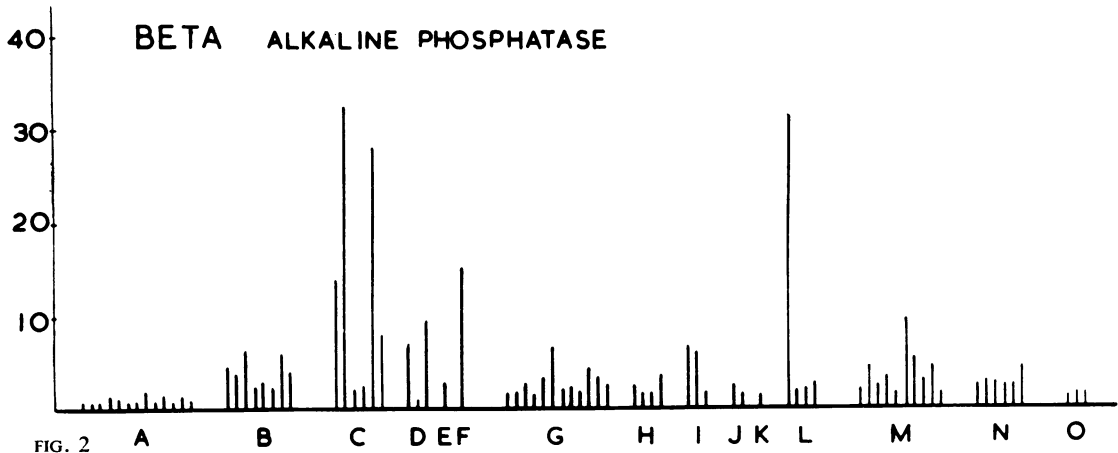 BETA ALKALINE PHOSPHATASE
40
30
20
10
A B C D E F G H I J K L M N O
FIG. 2